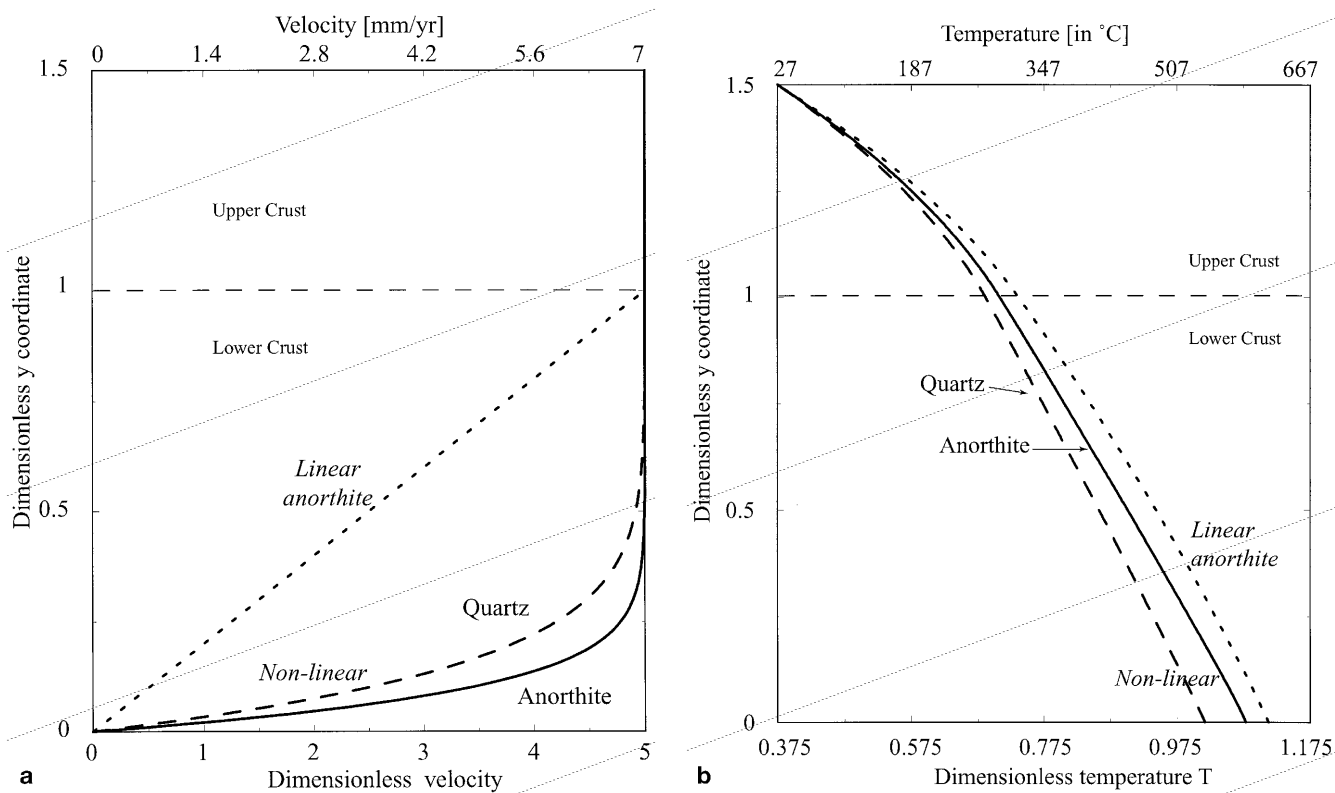 Velocity [mm/yr]
0 1.4 2.8 4.2 5.6 7
1.5
Upper Crust
1
Lower Crust
Dimensionless y coordinate
Linear
anorthite
0.5
Quartz
Non-linear
Anorthite
0
0 1 2 3 4 5
a
Dimensionless velocity
Temperature [in °C]
27 187 347 507 667
1.5
Upper Crust
1
Lower Crust
Dimensionless y coordinate
Quartz
Anorthite
0.5
Linear
anorthite
Non-linear
0
0.375 0.575 0.775 0.975 1.175
b
Dimensionless temperature T